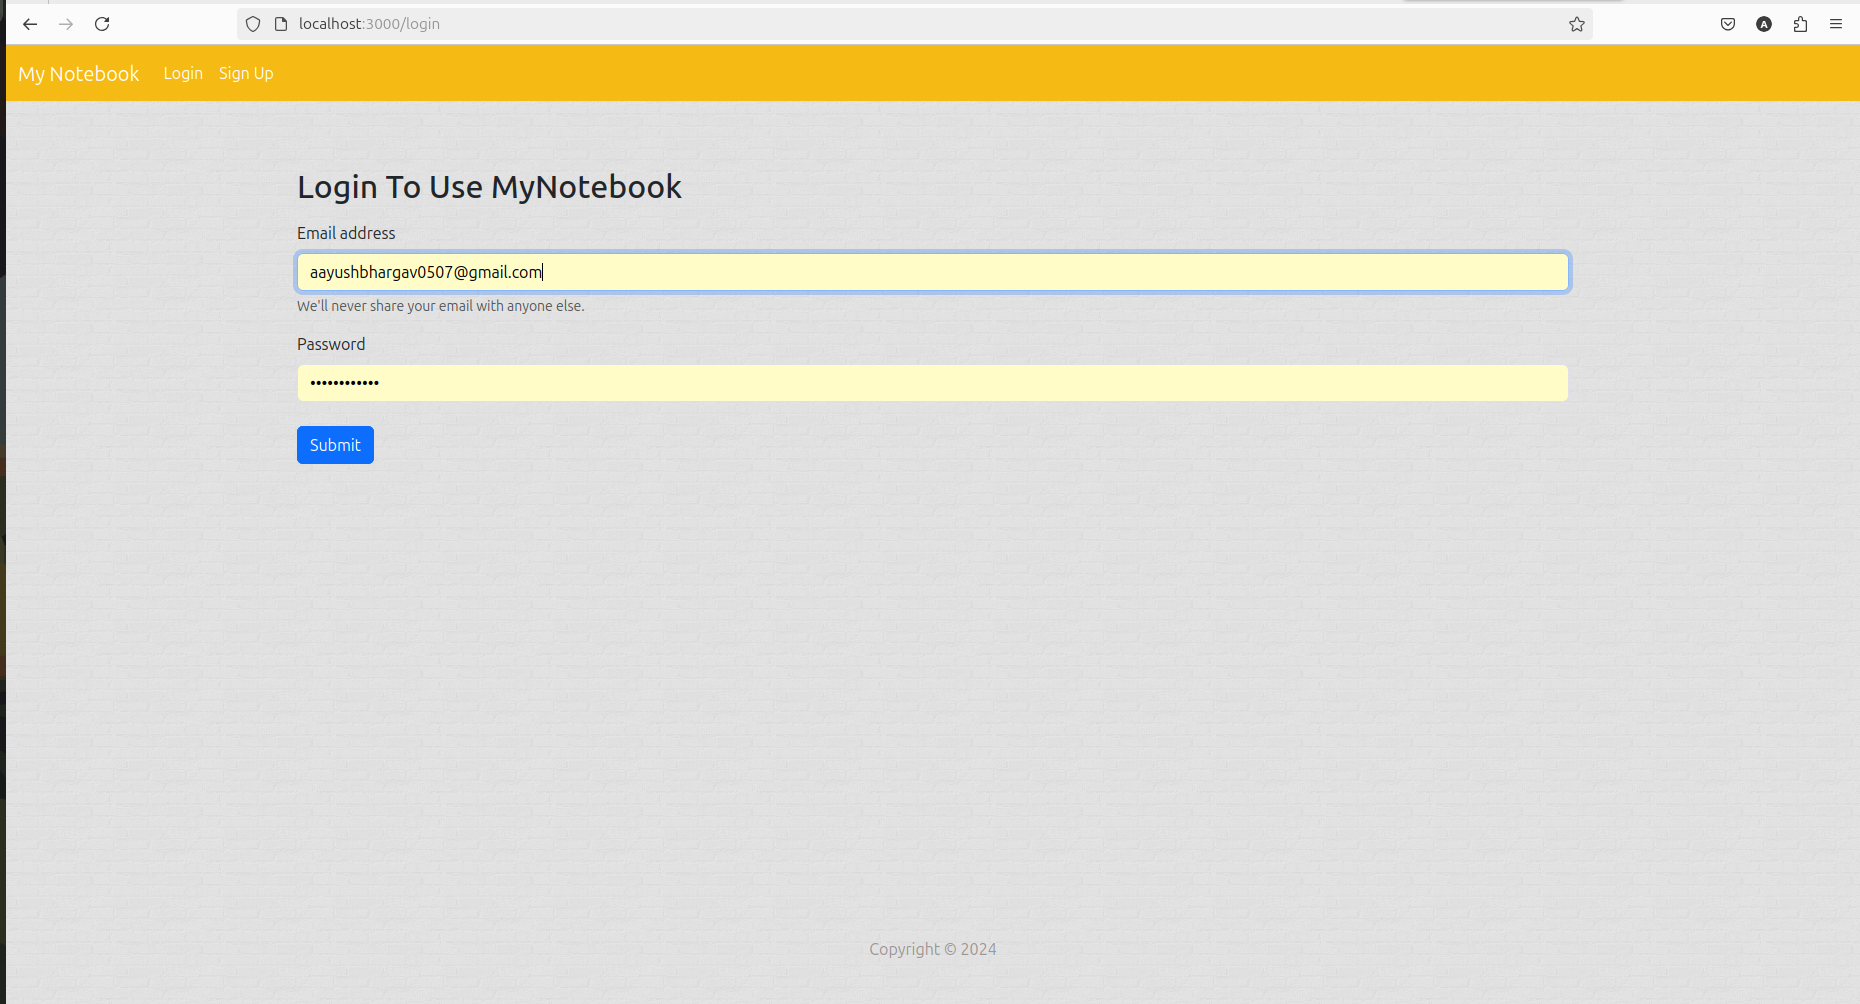 localhost:3000/login
A
My Notebook Login Sign Up
Login To Use MyNotebook
Email address
aayushbhargav0507@gmail.com
We'll never share your email with anyone else.
Password
••••••••••••
Submit
Copyright © 2024